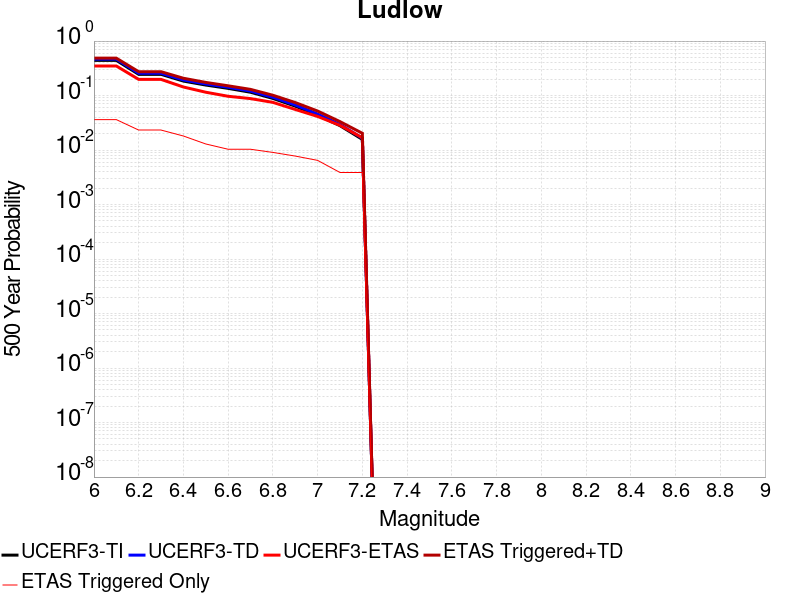 Ludlow
10^0
10^-1
10^-2
10^-3
10^-4
10^-5
10^-6
10^-7
10^-8
500 Year Probability
6 6.2 6.4 6.6 6.8 7 7.2 7.4 7.6 7.8 8 8.2 8.4 8.6 8.8 9
Magnitude
UCERF3-TI UCERF3-TD UCERF3-ETAS ETAS Triggered+TD
ETAS Triggered Only